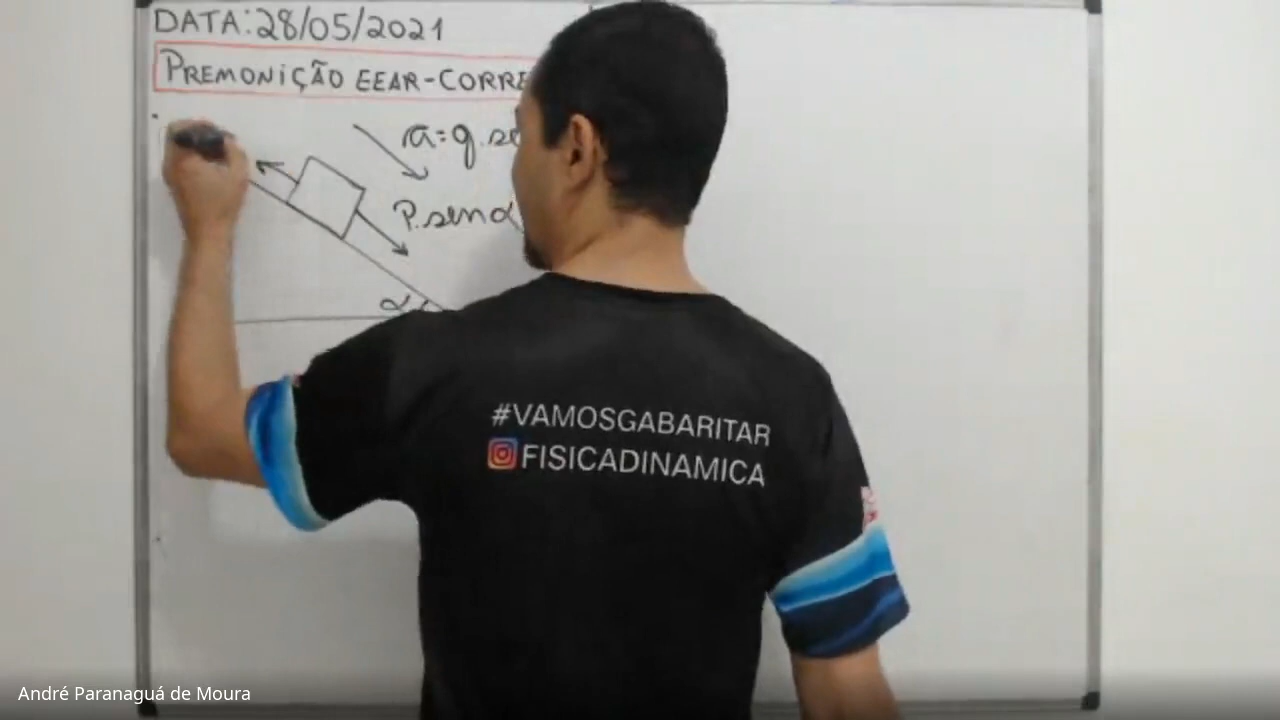 DATA: 28/05/2021
PREMONIÇÃO EEAR-CORRE
a=g.se
P.senα
α
#VAMOSGABARITAR
FISICADINAMICA
André Paranaguá de Moura